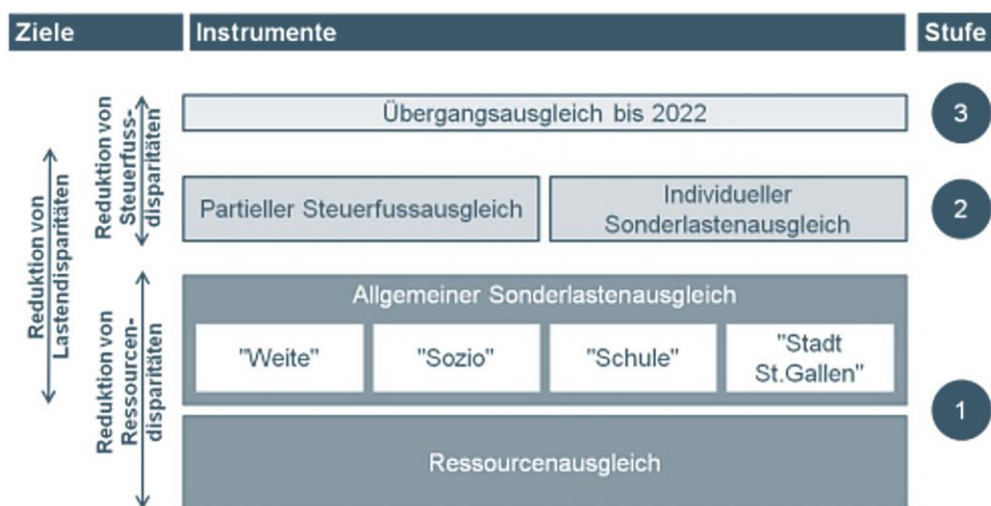 Ziele
Instrumente
Stufe
Reduktion von
Lastendisparitäten
Reduktion von
Steuerfuss-
disparitäten
Übergangsausgleich bis 2022
3
Partieller Steuerfussausgleich
Individueller
Sonderlastenausgleich
2
Reduktion von
Ressourcen-
disparitäten
Allgemeiner Sonderlastenausgleich
"Weite"
"Sozio"
"Schule"
"Stadt
St.Gallen"
1
Ressourcenausgleich